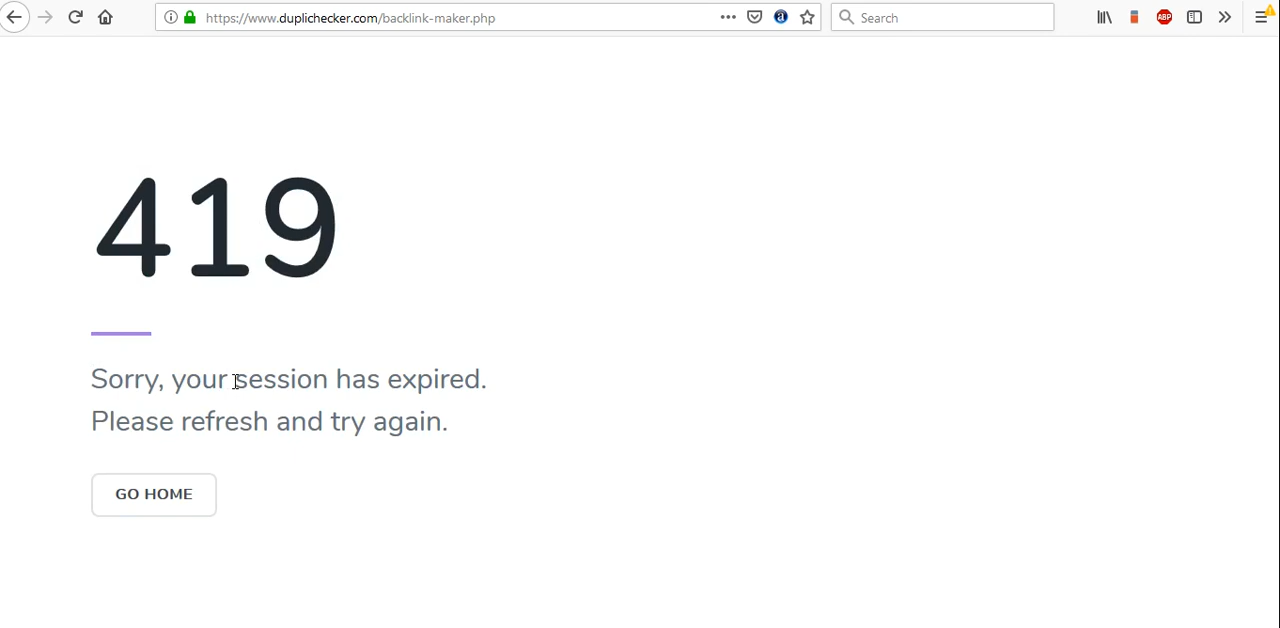 https://www.duplichecker.com/backlink-maker.php
Search
ABP
419
Sorry, your session has expired.
Please refresh and try again.
GO HOME